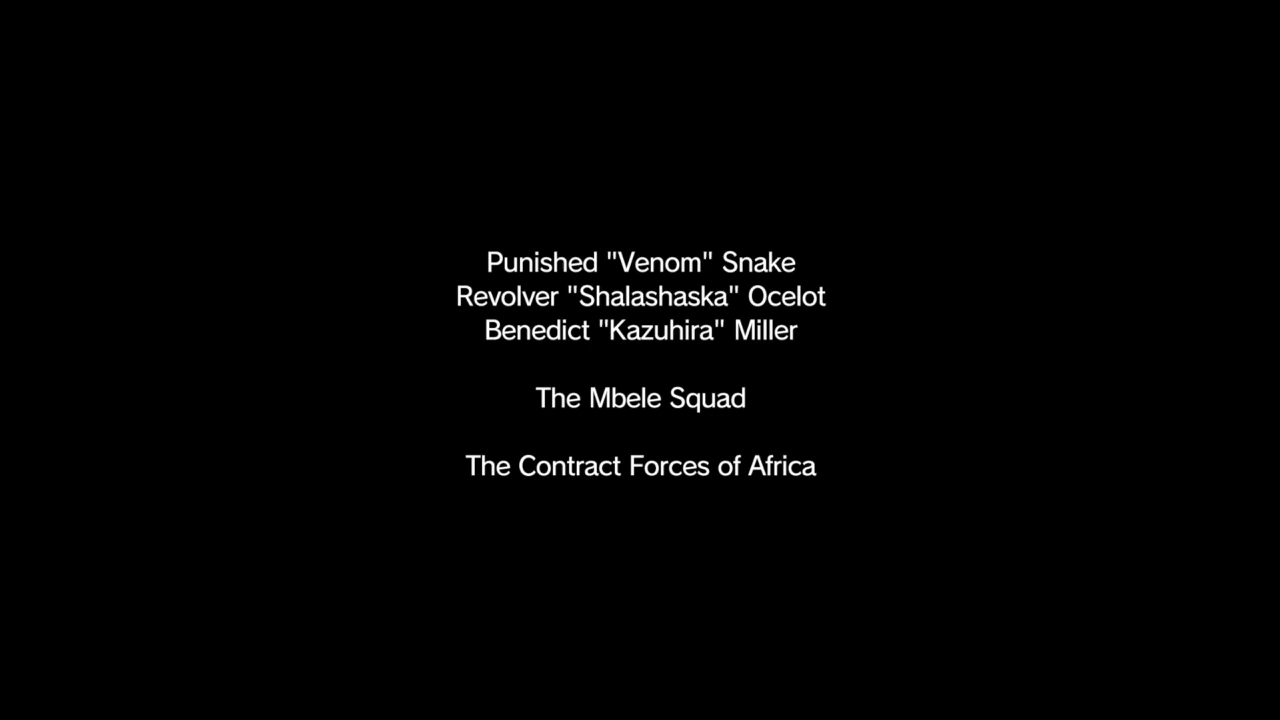 Punished "Venom" Snake
Revolver "Shalashaska" Ocelot
Benedict "Kazuhira" Miller
The Mbele Squad
The Contract Forces of Africa